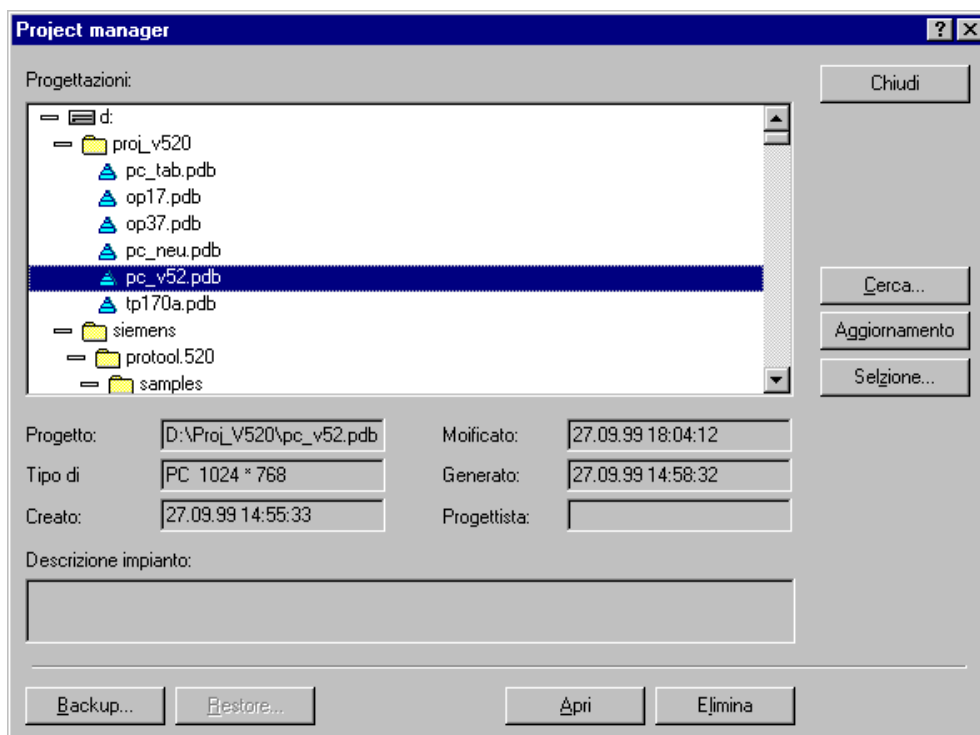 Project manager
Progettazioni:
Chiudi
d:
proj_v520
pc_tab.pdb
op17.pdb
op37.pdb
pc_neu.pdb
pc_v52.pdb
tp170a.pdb
siemens
protool.520
samples
Cerca...
Aggiornamento
Selzione...
Progetto: D:\Proj_V520\pc_v52.pdb Moificato: 27.09.99 18:04:12
Tipo di PC 1024 * 768 Generato: 27.09.99 14:58:32
Creato: 27.09.99 14:55:33 Progettista:
Descrizione impianto:
Backup... Restore... Apri Elimina